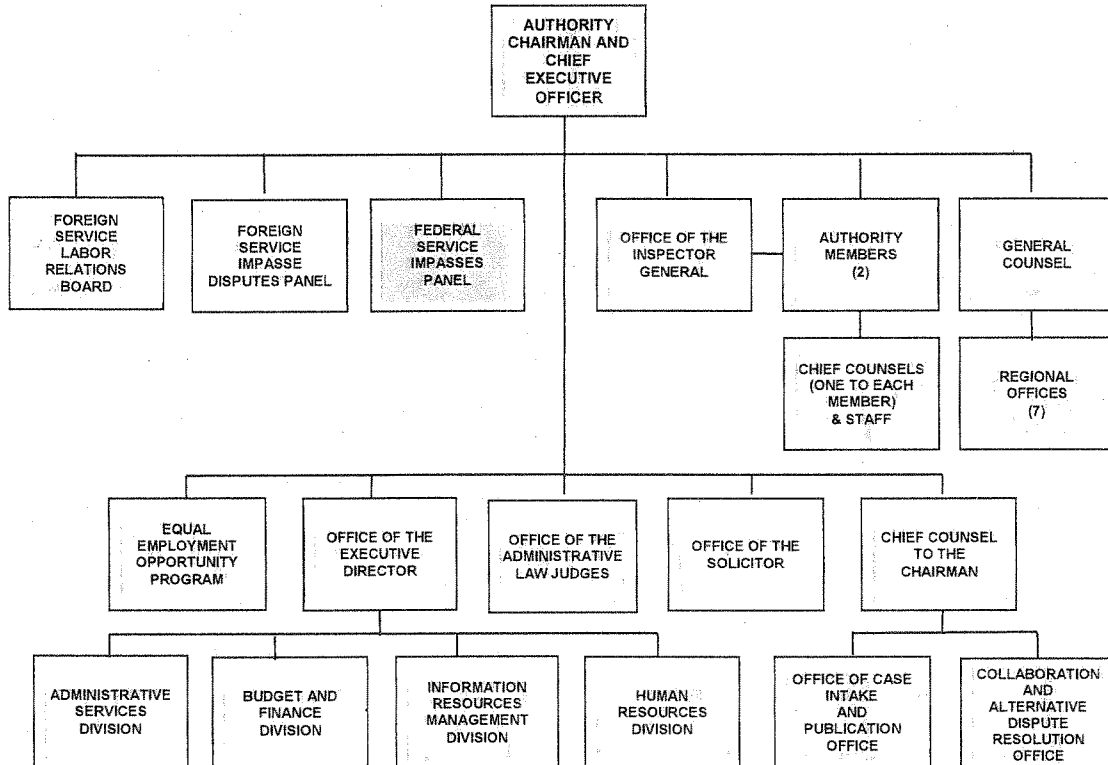 AUTHORITY
CHAIRMAN AND
CHIEF
EXECUTIVE
OFFICER
FOREIGN
SERVICE
LABOR
RELATIONS
BOARD
FOREIGN
SERVICE
IMPASSE
DISPUTES PANEL
FEDERAL
SERVICE
IMPASSES
PANEL
OFFICE OF THE
INSPECTOR
GENERAL
AUTHORITY
MEMBERS
(2)
GENERAL
COUNSEL
CHIEF COUNSELS
(ONE TO EACH
MEMBER)
& STAFF
REGIONAL
OFFICES
(7)
EQUAL
EMPLOYMENT
OPPORTUNITY
PROGRAM
OFFICE OF THE
EXECUTIVE
DIRECTOR
OFFICE OF THE
ADMINISTRATIVE
LAW JUDGES
OFFICE OF THE
SOLICITOR
CHIEF COUNSEL
TO THE
CHAIRMAN
ADMINISTRATIVE
SERVICES
DIVISION
BUDGET AND
FINANCE
DIVISION
INFORMATION
RESOURCES
MANAGEMENT
DIVISION
HUMAN
RESOURCES
DIVISION
OFFICE OF CASE
INTAKE
AND
PUBLICATION
OFFICE
COLLABORATION
AND
ALTERNATIVE
DISPUTE
RESOLUTION
OFFICE